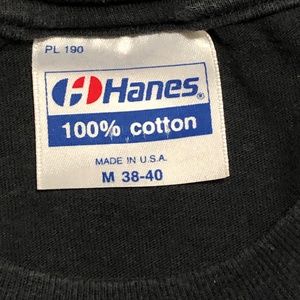 PL 190
Hanes®
100% cotton
MADE IN U.S.A.
M 38-40